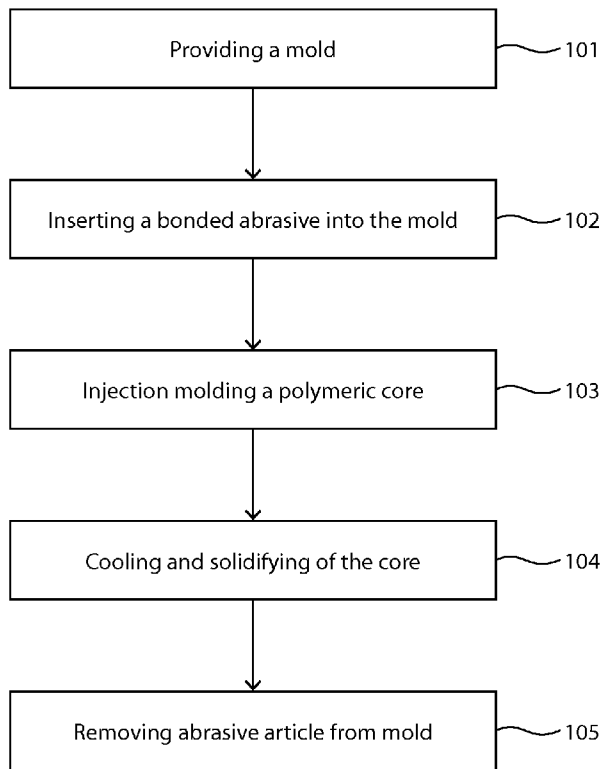 Providing a mold 101
Inserting a bonded abrasive into the mold 102
Injection molding a polymeric core 103
Cooling and solidifying of the core 104
Removing abrasive article from mold 105